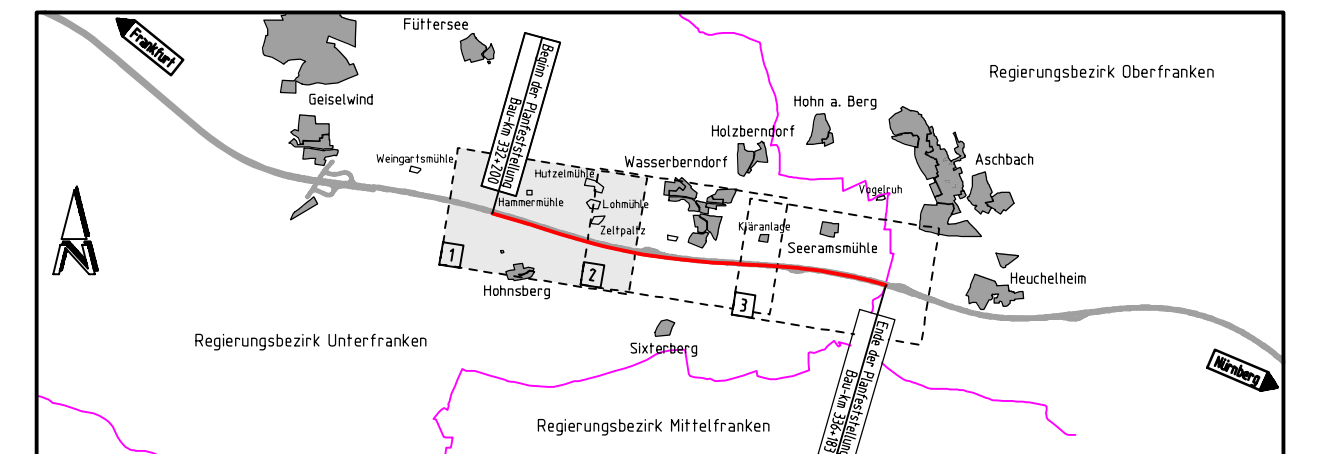 Füttersee
Frankfurt
Beginn der Planfeststellung
Bau-km 332+200
Regierungsbezirk Oberfranken
Geiselwind
Hohn a. Berg
Holzberndorf
Weingartsmühle
Wasserberndorf
Aschbach
Hutzelmühle
Vogelruh
Hammermühle
Lohmühle
Zeltpaltz
Kläranlage
Seeramsmühle
N
1
2
3
Hohnsberg
Heuchelheim
Regierungsbezirk Unterfranken
Sixterberg
Ende der Planfeststellung
Bau-km 336+183
Nürnberg
Regierungsbezirk Mittelfranken